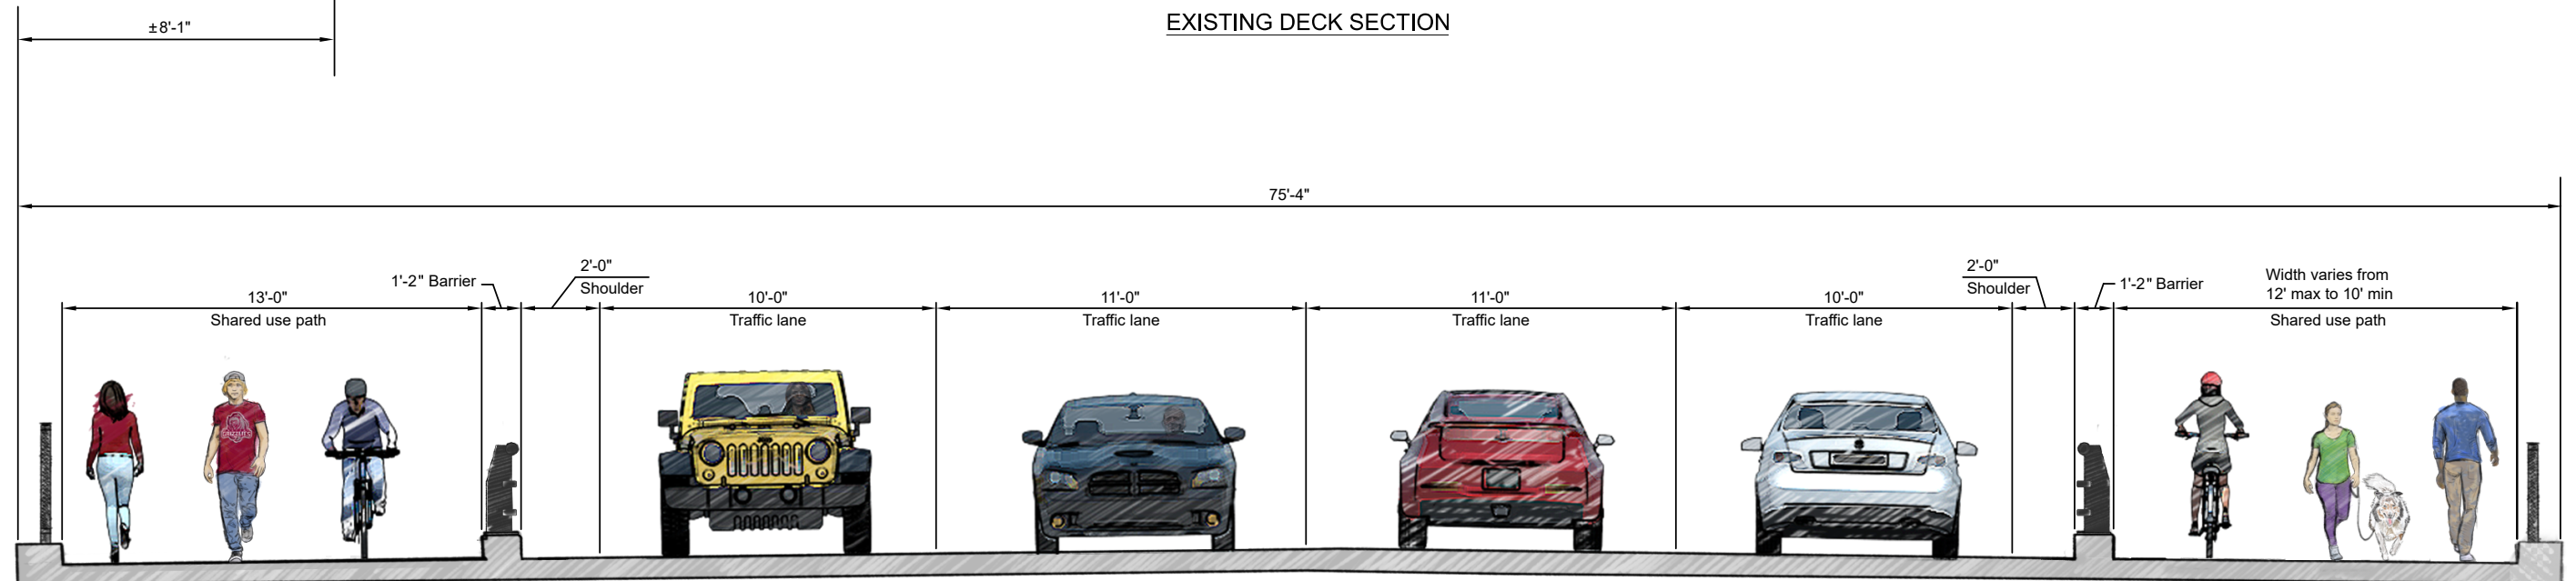 ±8'-1"
EXISTING DECK SECTION
75'-4"
1'-2" Barrier
2'-0"
Shoulder
2'-0"
Shoulder
1'-2" Barrier
Width varies from
12' max to 10' min
13'-0"
Shared use path
10'-0"
Traffic lane
11'-0"
Traffic lane
11'-0"
Traffic lane
10'-0"
Traffic lane
Shared use path
GRIZZLIES